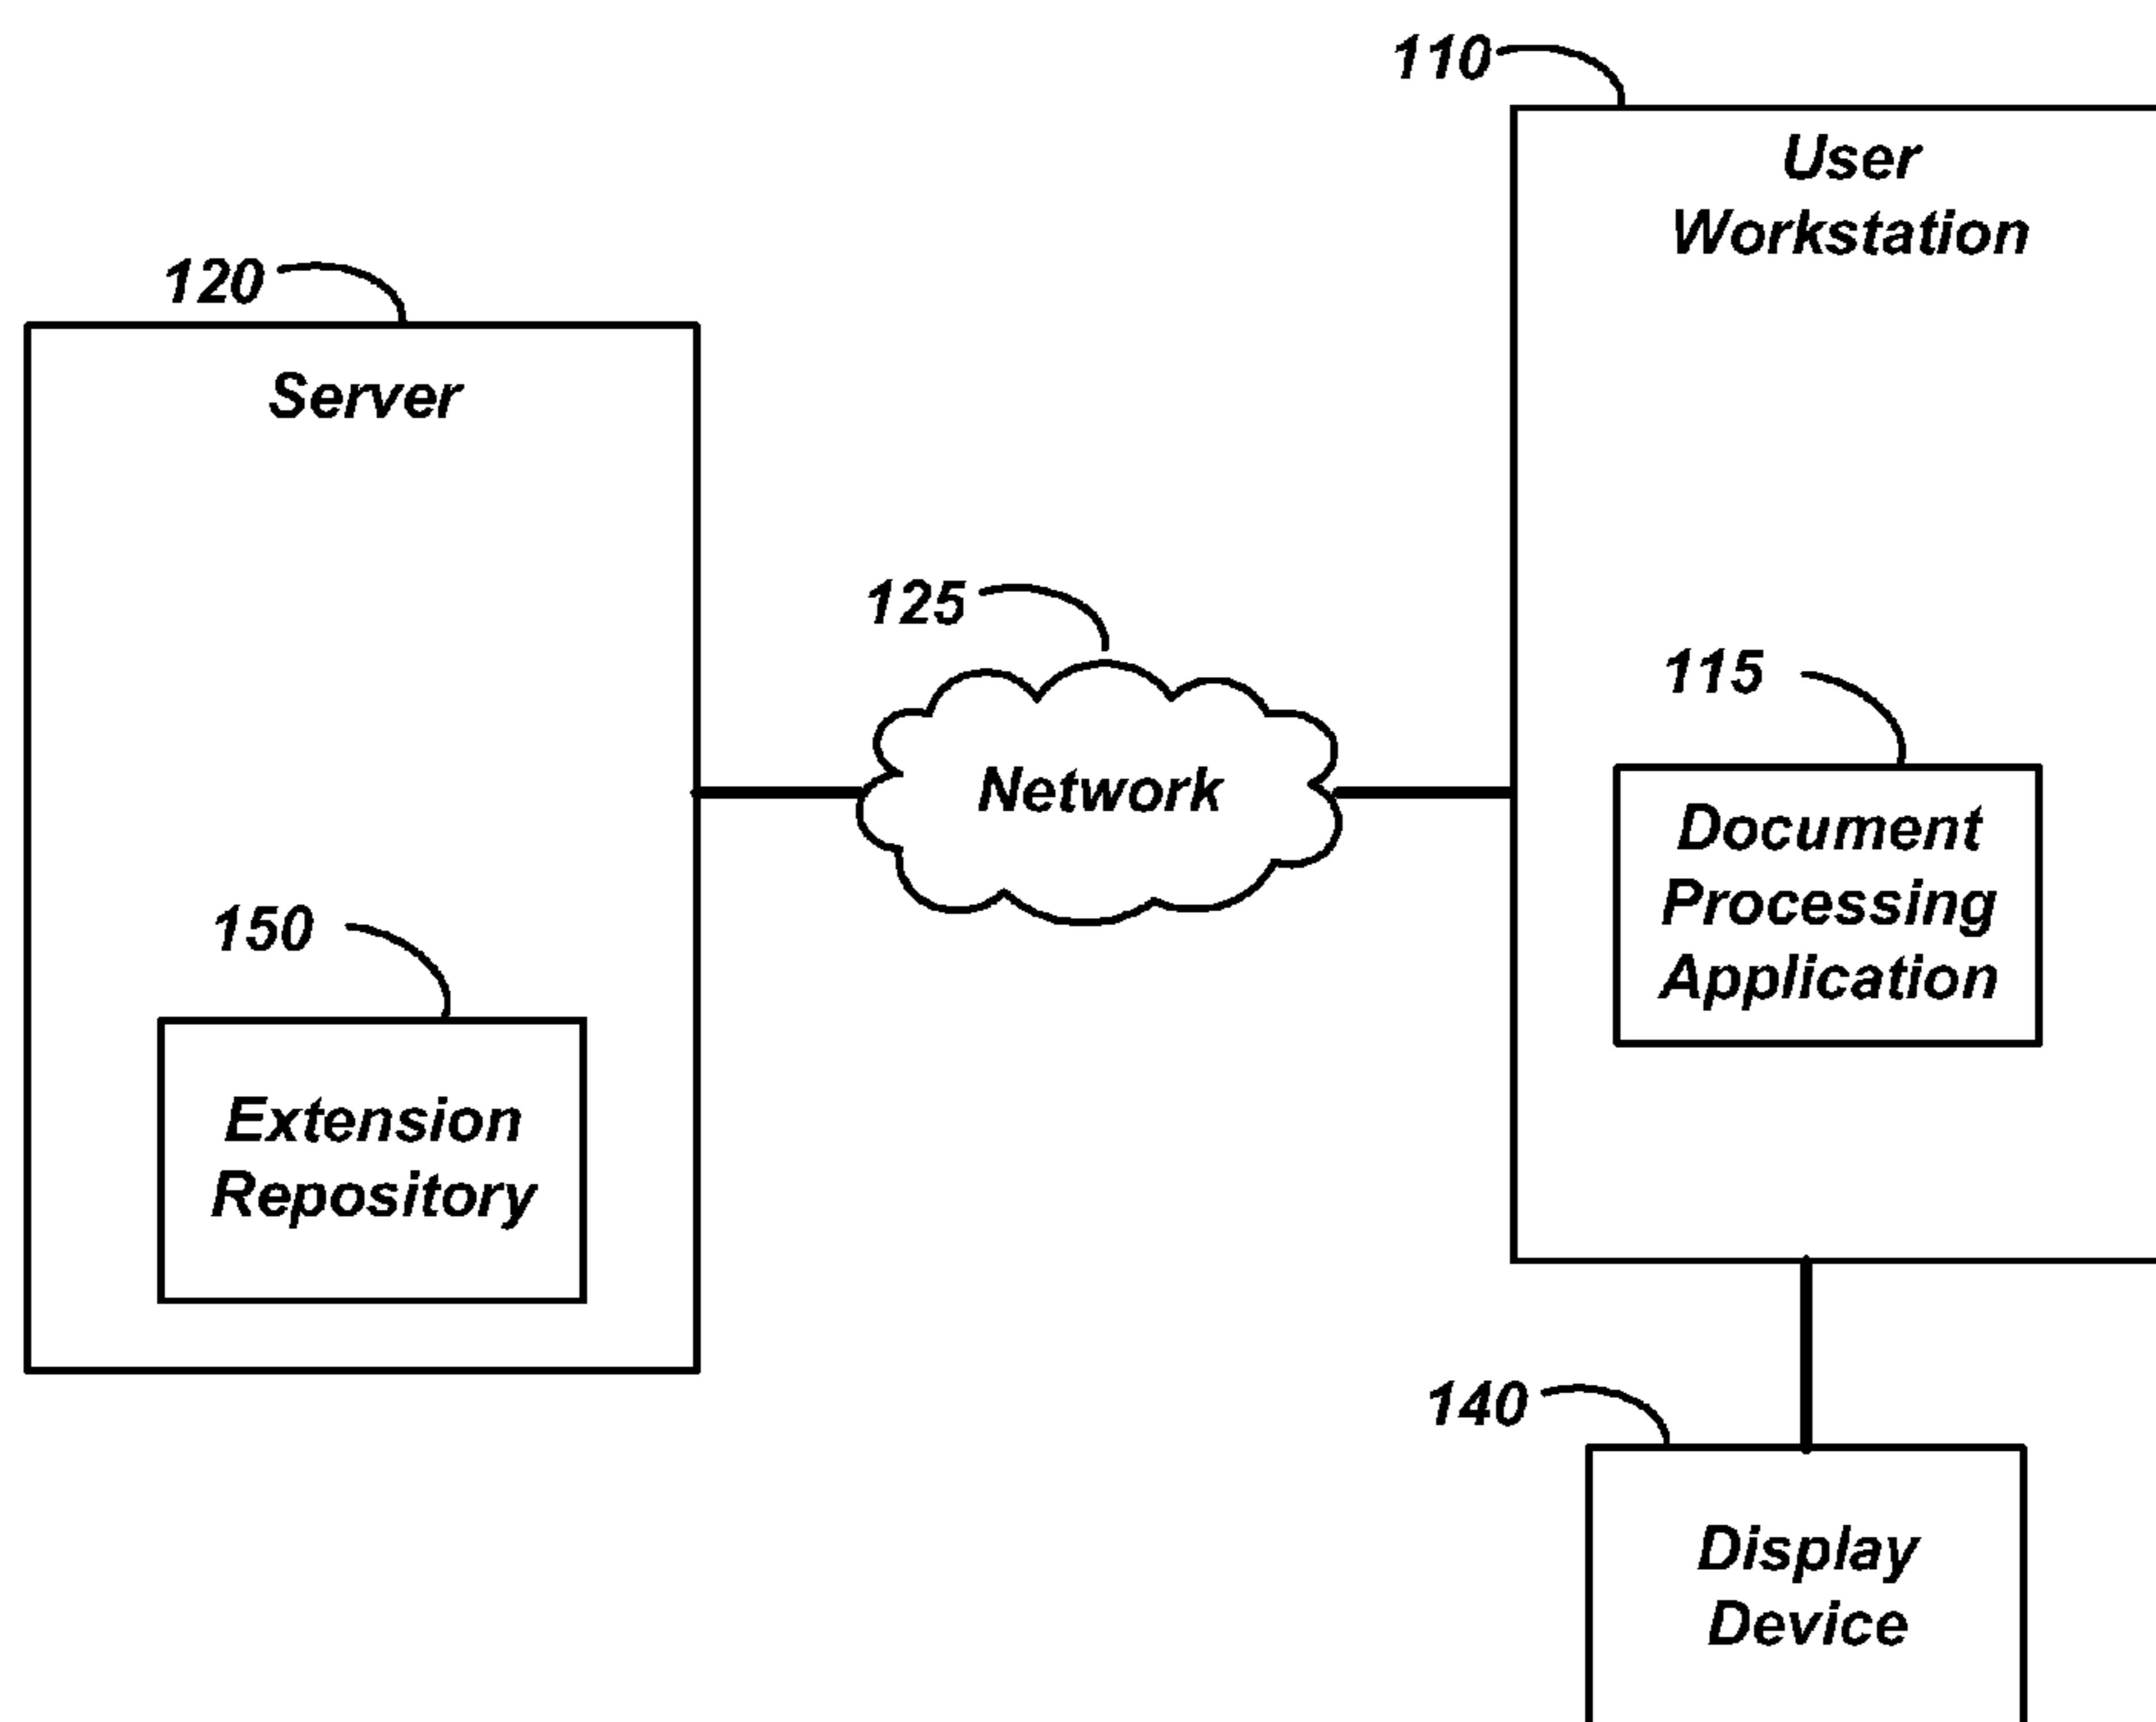 110
User
Workstation
120
Server
125
Network
115
Document
Processing
Application
150
Extension
Repository
140
Display
Device